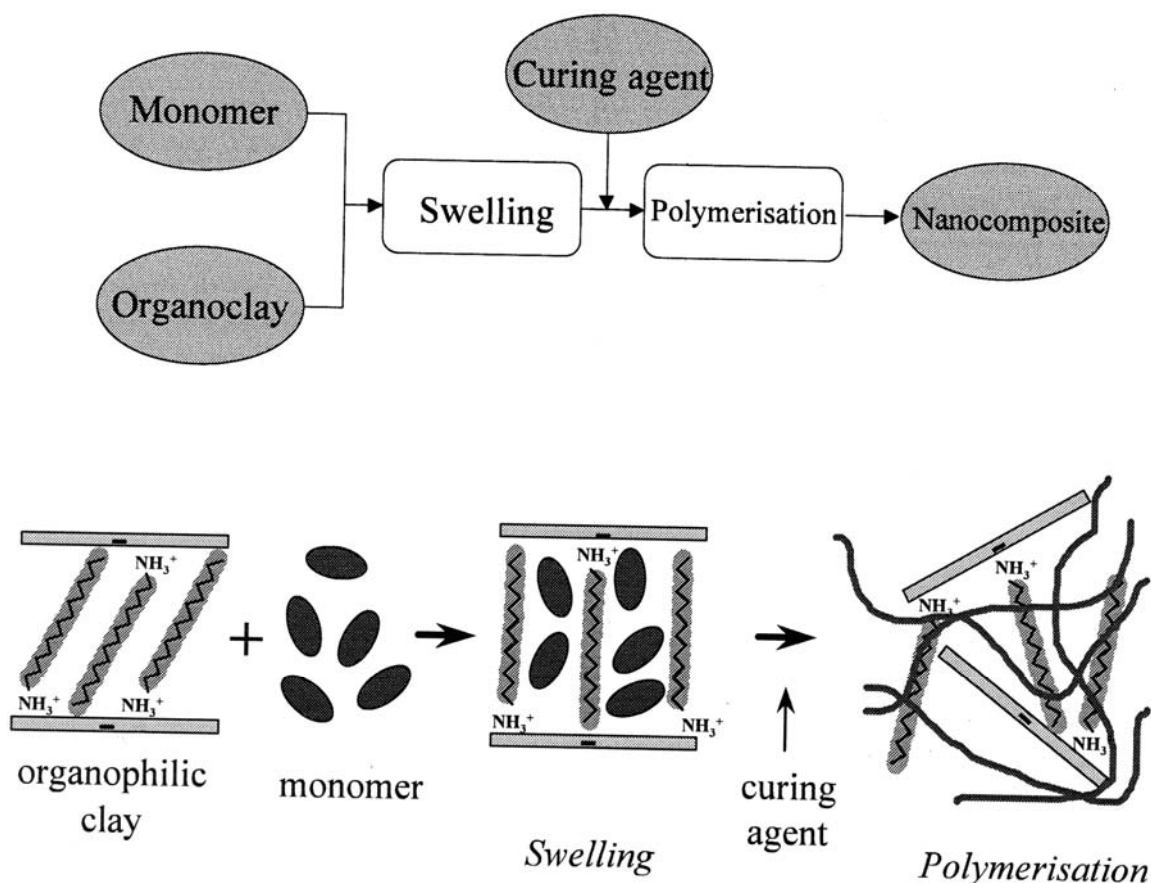 Curing agent
Monomer
Swelling
Polymerisation
Nanocomposite
Organoclay
NH₃⁺
NH₃⁺
NH₃⁺
organophilic
clay
+
monomer
NH₃⁺
NH₃⁺
NH₃⁺
Swelling
curing
agent
NH₃⁺
NH₃⁺
NH₃
Polymerisation